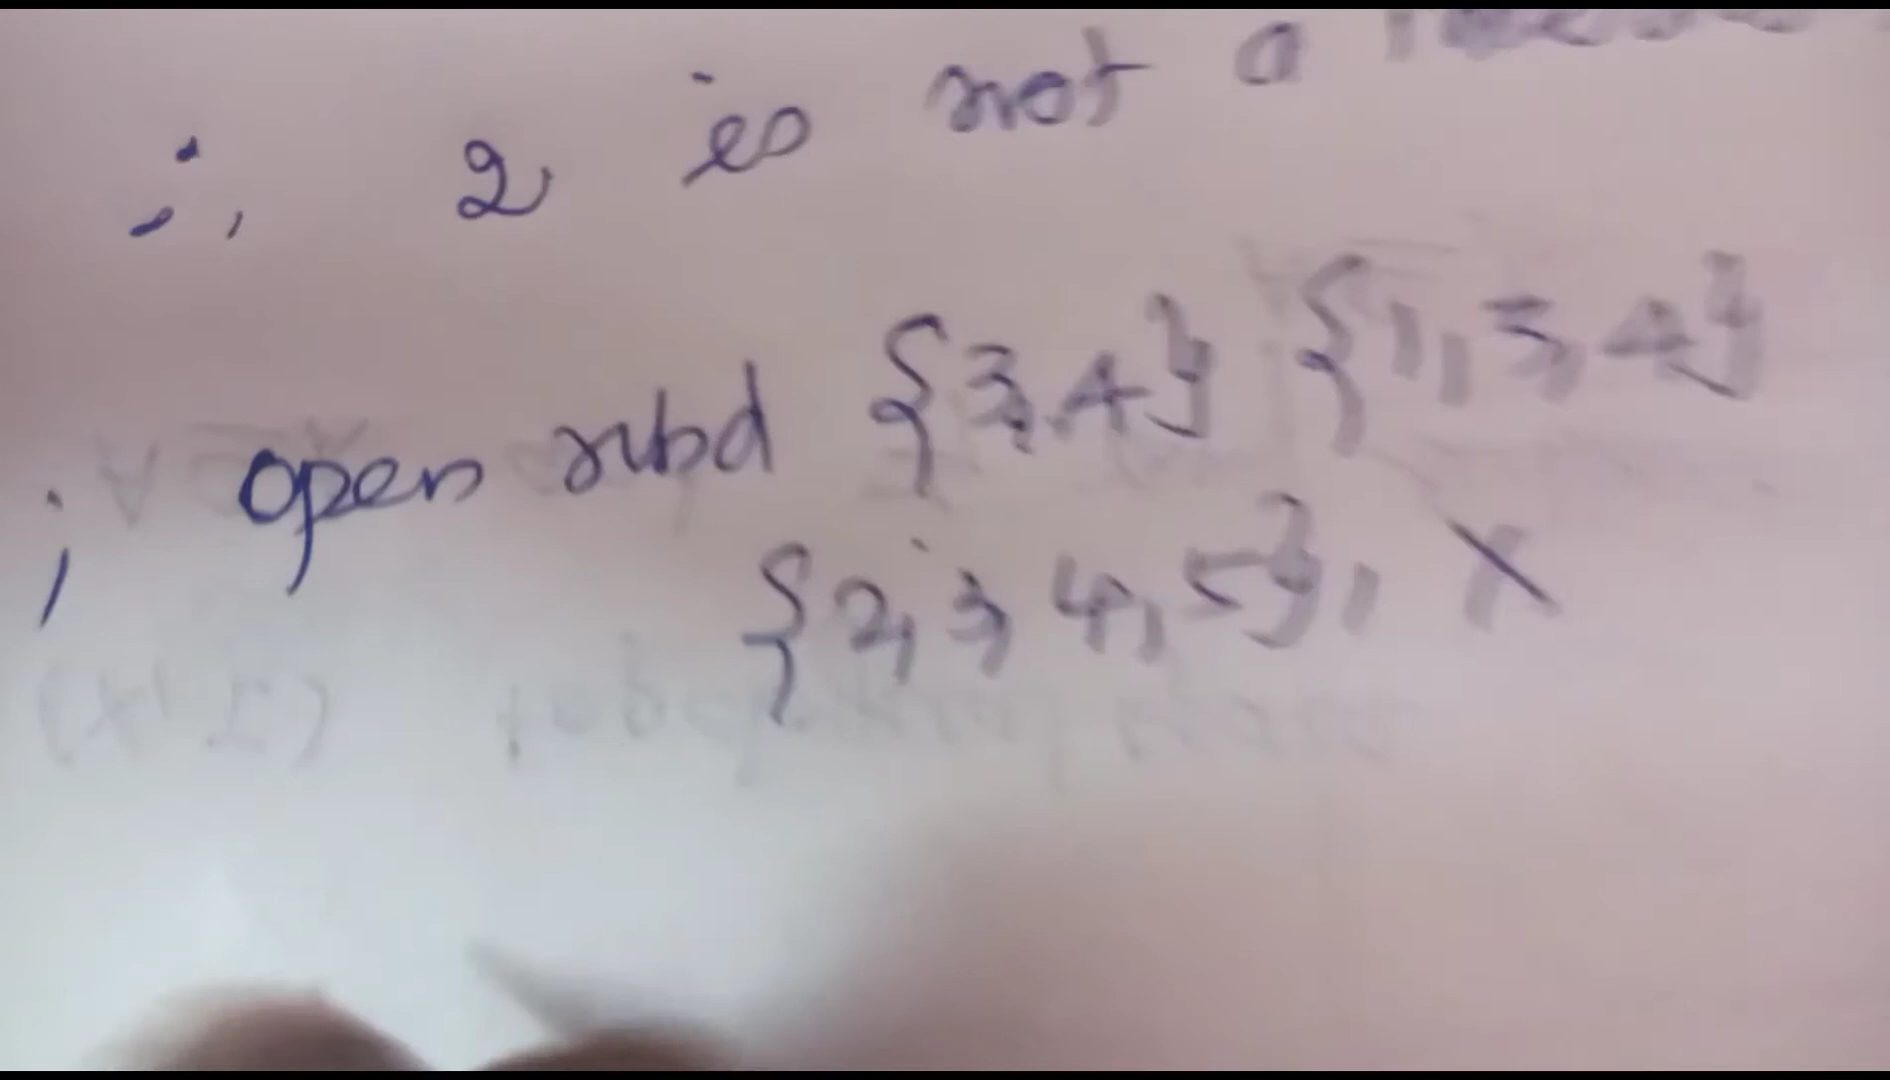 ∴, 2 is not a
; open nbd {3,4} {1,3,4}
{2,3,4,5}, X